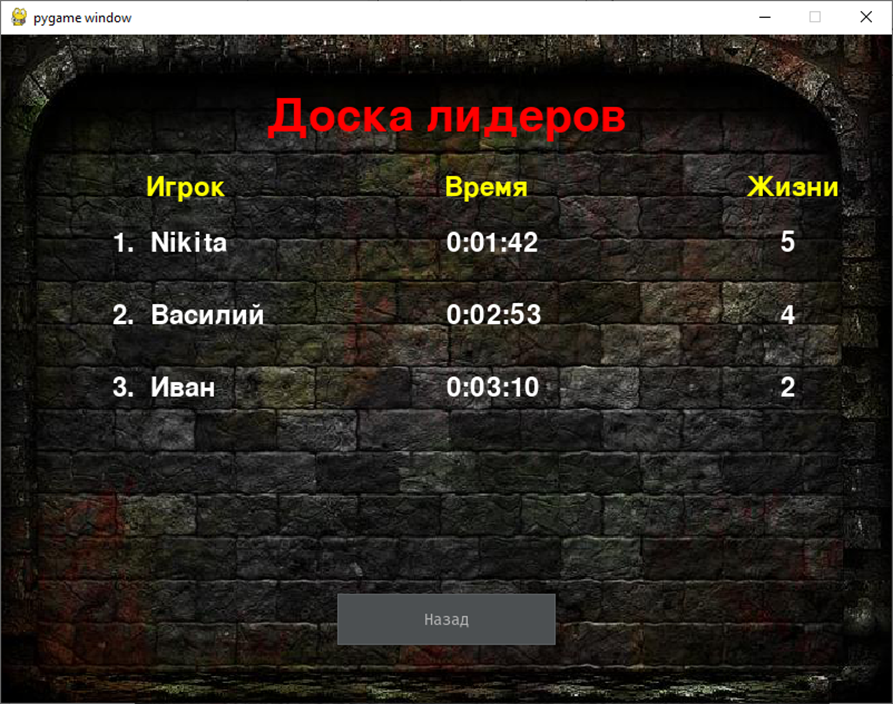 pygame window
Доска лидеров
Игрок Время Жизни
1. Nikita 0:01:42 5
2. Василий 0:02:53 4
3. Иван 0:03:10 2
Назад